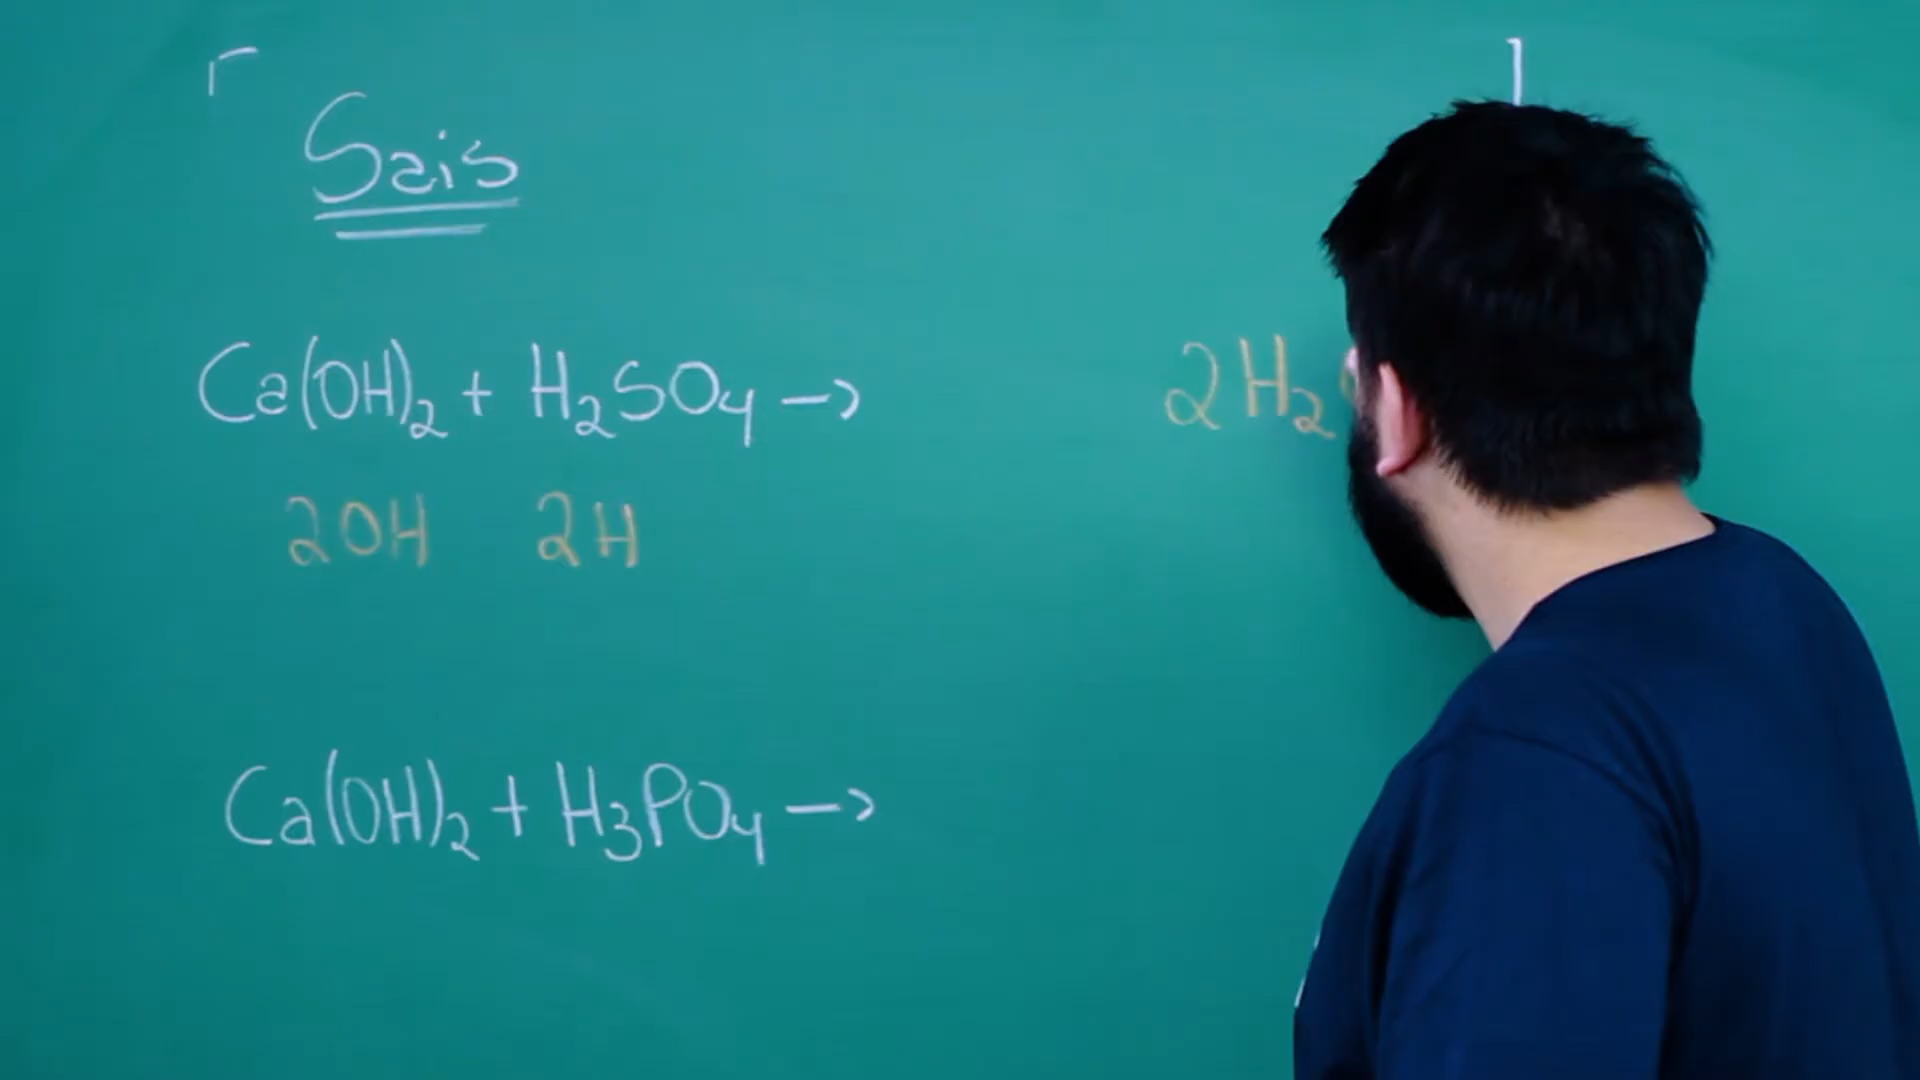 Sais
Ca(OH)₂ + H₂SO₄ → 2H₂
2OH 2H
Ca(OH)₂ + H₃PO₄ →